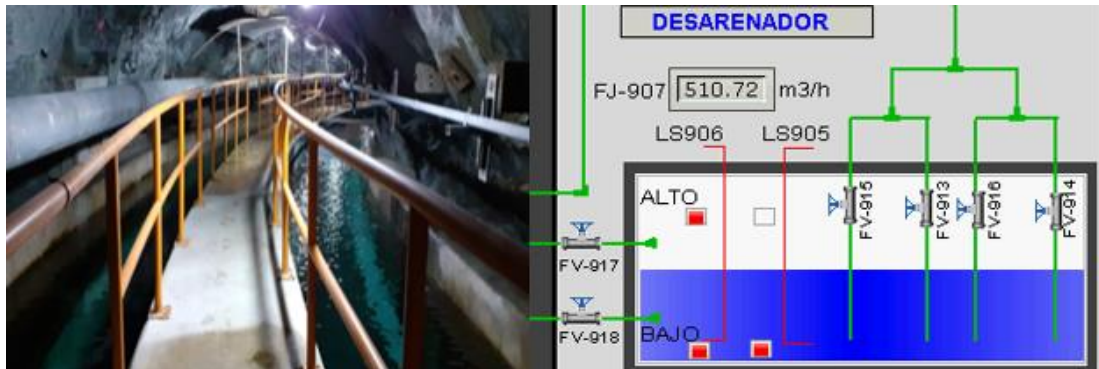 DESARENADOR
FJ-907 510.72 m3/h
LS906 LS905
ALTO
FV-915
FV-913
FV-916
FV-914
FV-917
FV-918
BAJO